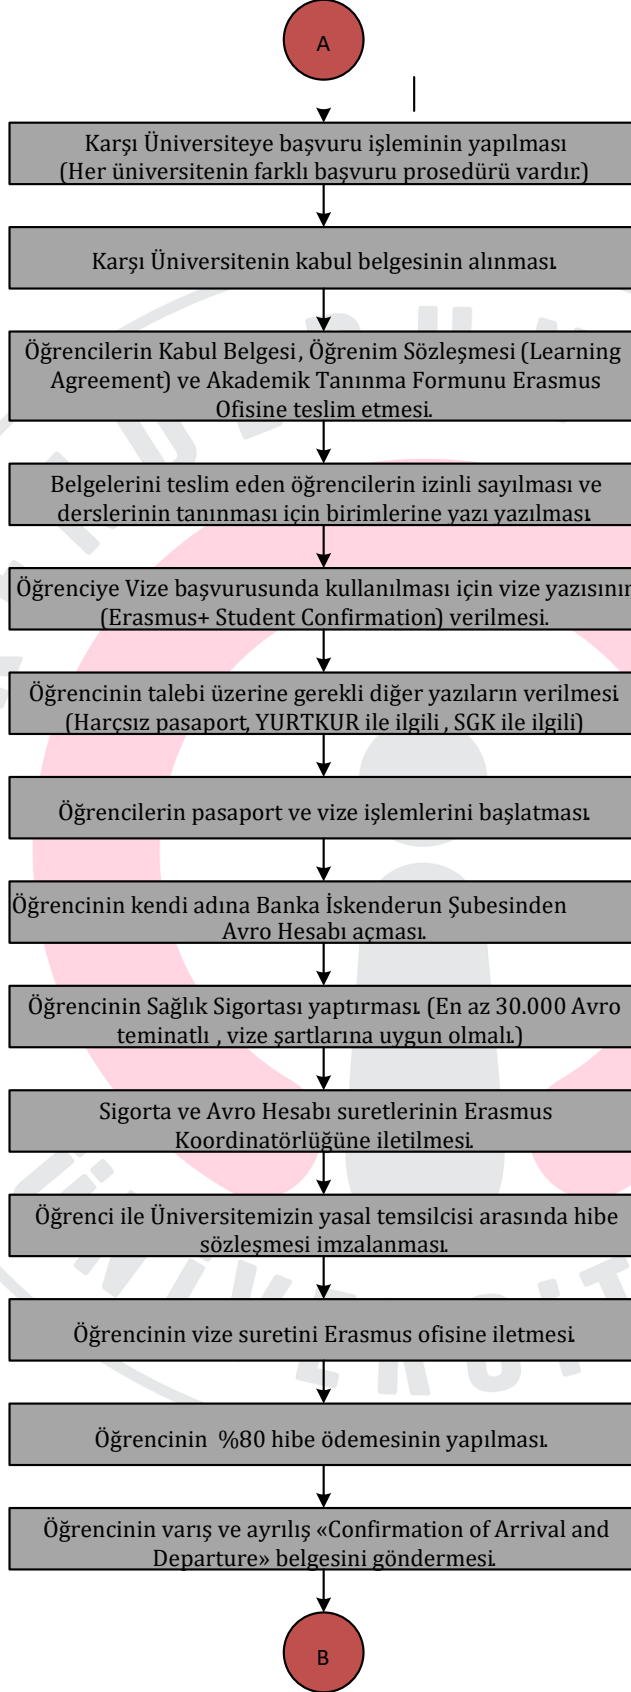 A
Karşı Üniversiteye başvuru işleminin yapılması
(Her üniversitenin farklı başvuru prosedürü vardır.)
Karşı Üniversitenin kabul belgesinin alınması.
Öğrencilerin Kabul Belgesi, Öğrenim Sözleşmesi (Learning
Agreement) ve Akademik Tanınma Formunu Erasmus
Ofisine teslim etmesi.
Belgelerini teslim eden öğrencilerin izinli sayılması ve
derslerinin tanınması için birimlerine yazı yazılması.
Öğrenciye Vize başvurusunda kullanılması için vize yazısının
(Erasmus+ Student Confirmation) verilmesi.
Öğrencinin talebi üzerine gerekli diğer yazıların verilmesi.
(Harçsız pasaport, YURTKUR ile ilgili , SGK ile ilgili)
Öğrencilerin pasaport ve vize işlemlerini başlatması.
Öğrencinin kendi adına Banka İskenderun Şubesinden
Avro Hesabı açması.
Öğrencinin Sağlık Sigortası yaptırması. (En az 30.000 Avro
teminatlı , vize şartlarına uygun olmalı.)
Sigorta ve Avro Hesabı suretlerinin Erasmus
Koordinatörlüğüne iletilmesi.
Öğrenci ile Üniversitemizin yasal temsilcisi arasında hibe
sözleşmesi imzalanması.
Öğrencinin vize suretini Erasmus ofisine iletmesi.
Öğrencinin %80 hibe ödemesinin yapılması.
Öğrencinin varış ve ayrılış «Confirmation of Arrival and
Departure» belgesini göndermesi.
B